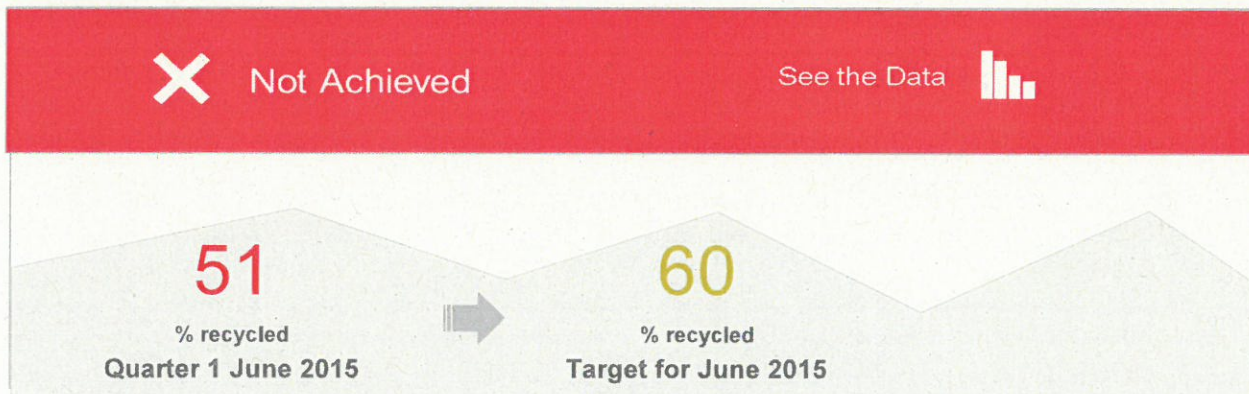 Not Achieved
See the Data
51
% recycled
Quarter 1 June 2015
60
% recycled
Target for June 2015